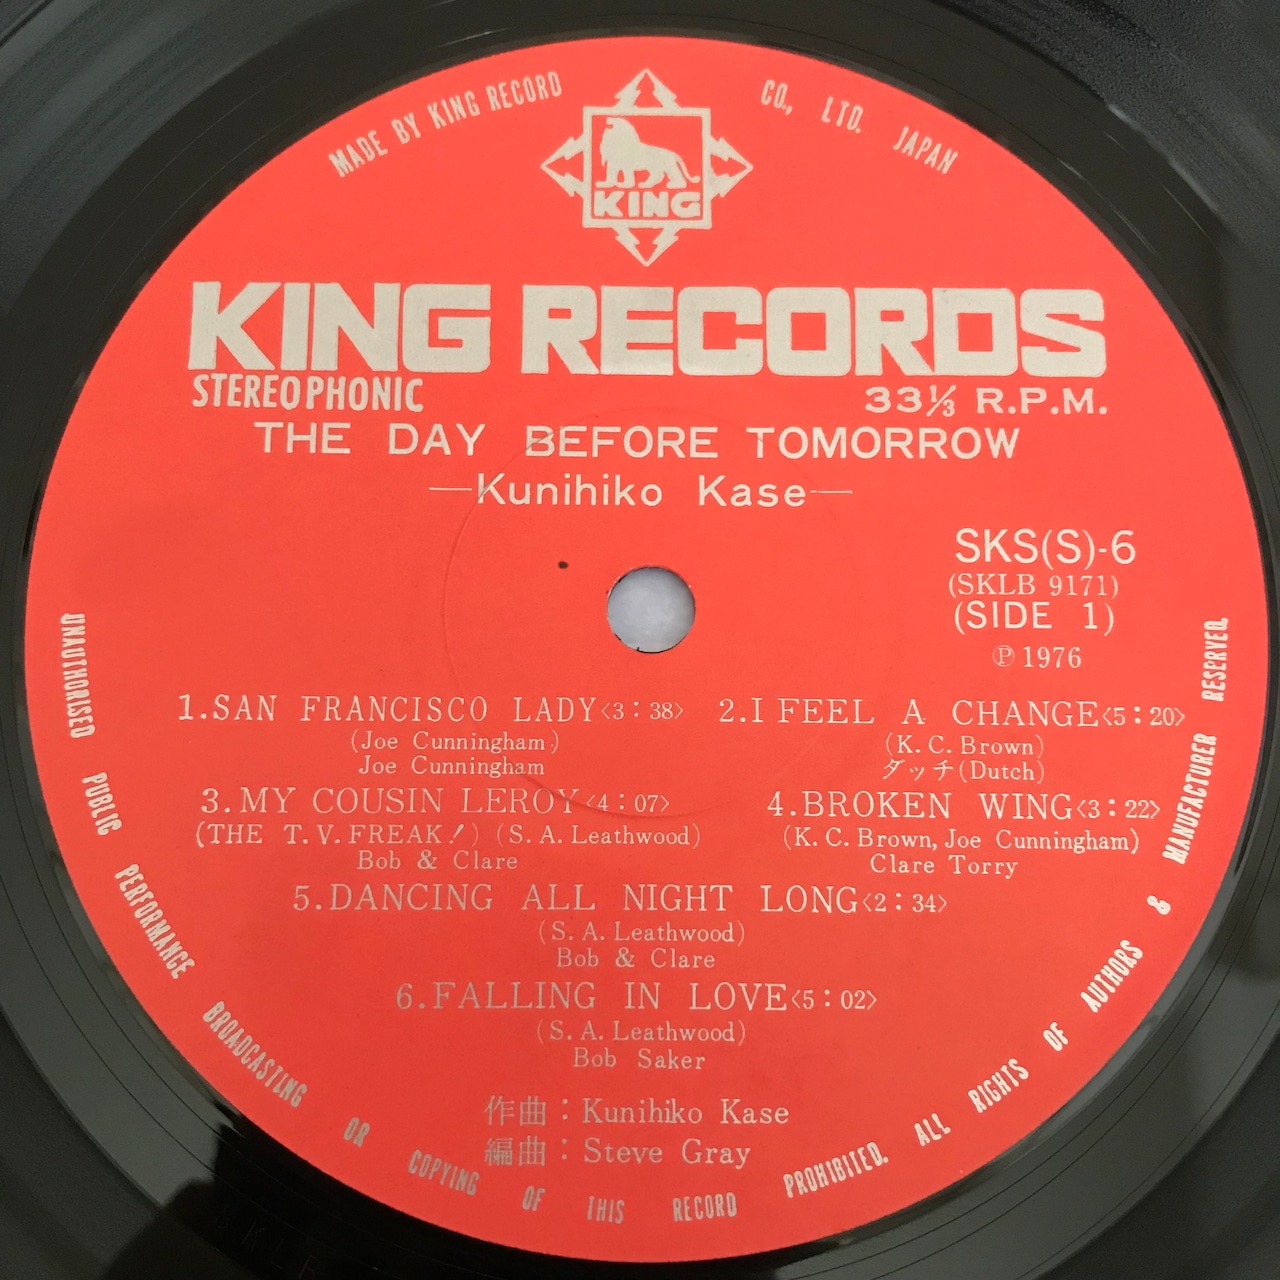 MADE BY KING RECORD CO., LTD. JAPAN
KING
KING RECORDS
STEREOPHONIC 33⅓ R.P.M.
THE DAY BEFORE TOMORROW
—Kunihiko Kase—
SKS(S)-6
(SKLB 9171)
(SIDE 1)
℗ 1976
1.SAN FRANCISCO LADY<3:38> 2.I FEEL A CHANGE<5:20>
(Joe Cunningham) (K.C.Brown)
Joe Cunningham ダッチ(Dutch)
3.MY COUSIN LEROY<4:07> 4.BROKEN WING<3:22>
(THE T.V.FREAK!) (S.A.Leathwood) (K.C.Brown, Joe Cunningham)
Bob & Clare Clare Torry
5.DANCING ALL NIGHT LONG<2:34>
(S.A.Leathwood)
Bob & Clare
6.FALLING IN LOVE<5:02>
(S.A.Leathwood)
Bob Saker
作曲:Kunihiko Kase
編曲:Steve Gray
UNAUTHORISED PUBLIC PERFORMANCE BROADCASTING OR COPYING OF THIS RECORD PROHIBITED. ALL RIGHTS OF AUTHORS & MANUFACTURER RESERVED.